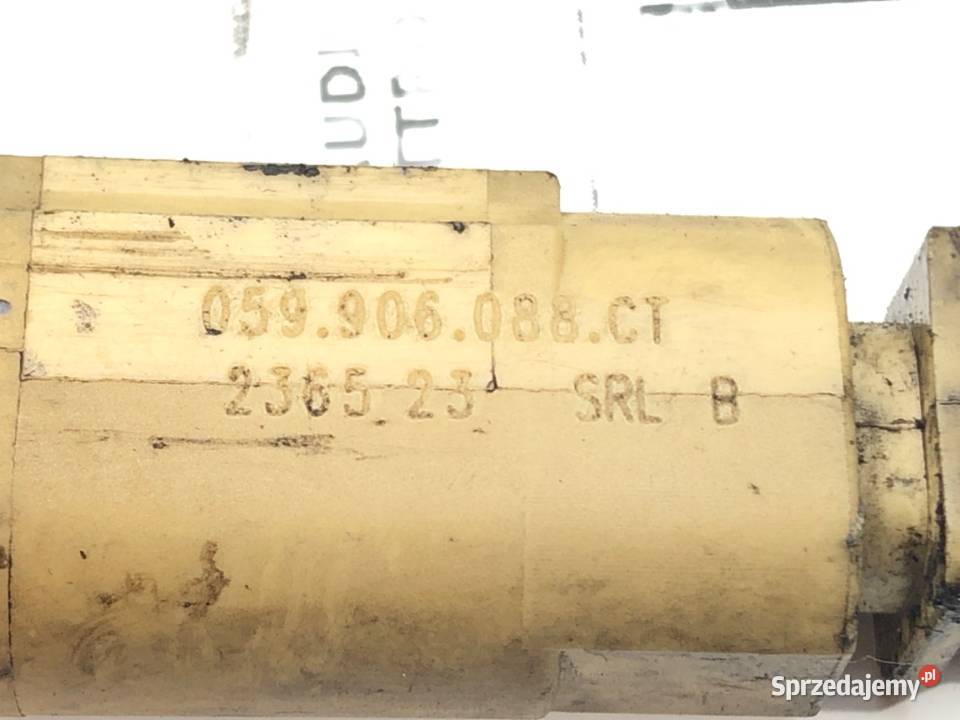 059.906.088.CT
2365 23 SRL B
Sprzedajemy.pl